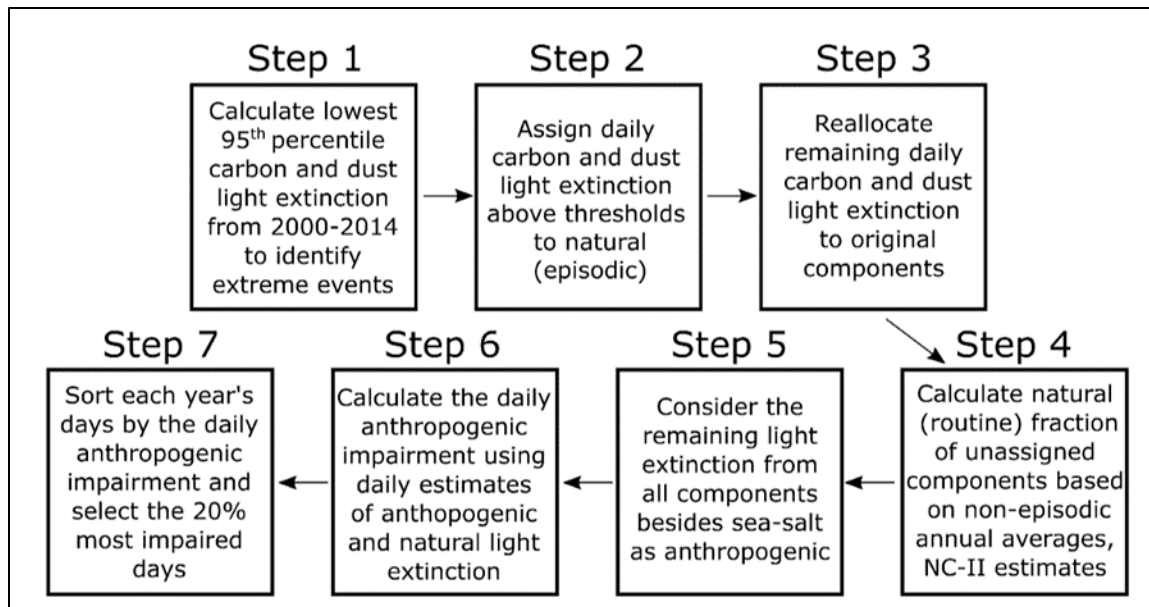 Step 1
Calculate lowest
95th percentile
carbon and dust
light extinction
from 2000-2014
to identify
extreme events
Step 2
Assign daily
carbon and dust
light extinction
above thresholds
to natural
(episodic)
Step 3
Reallocate
remaining daily
carbon and dust
light extinction
to original
components
Step 4
Calculate natural
(routine) fraction
of unassigned
components based
on non-episodic
annual averages,
NC-II estimates
Step 5
Consider the
remaining light
extinction from
all components
besides sea-salt
as anthropogenic
Step 6
Calculate the daily
anthropogenic
impairment using
daily estimates
of anthopogenic
and natural light
extinction
Step 7
Sort each year's
days by the daily
anthropogenic
impairment and
select the 20%
most impaired
days